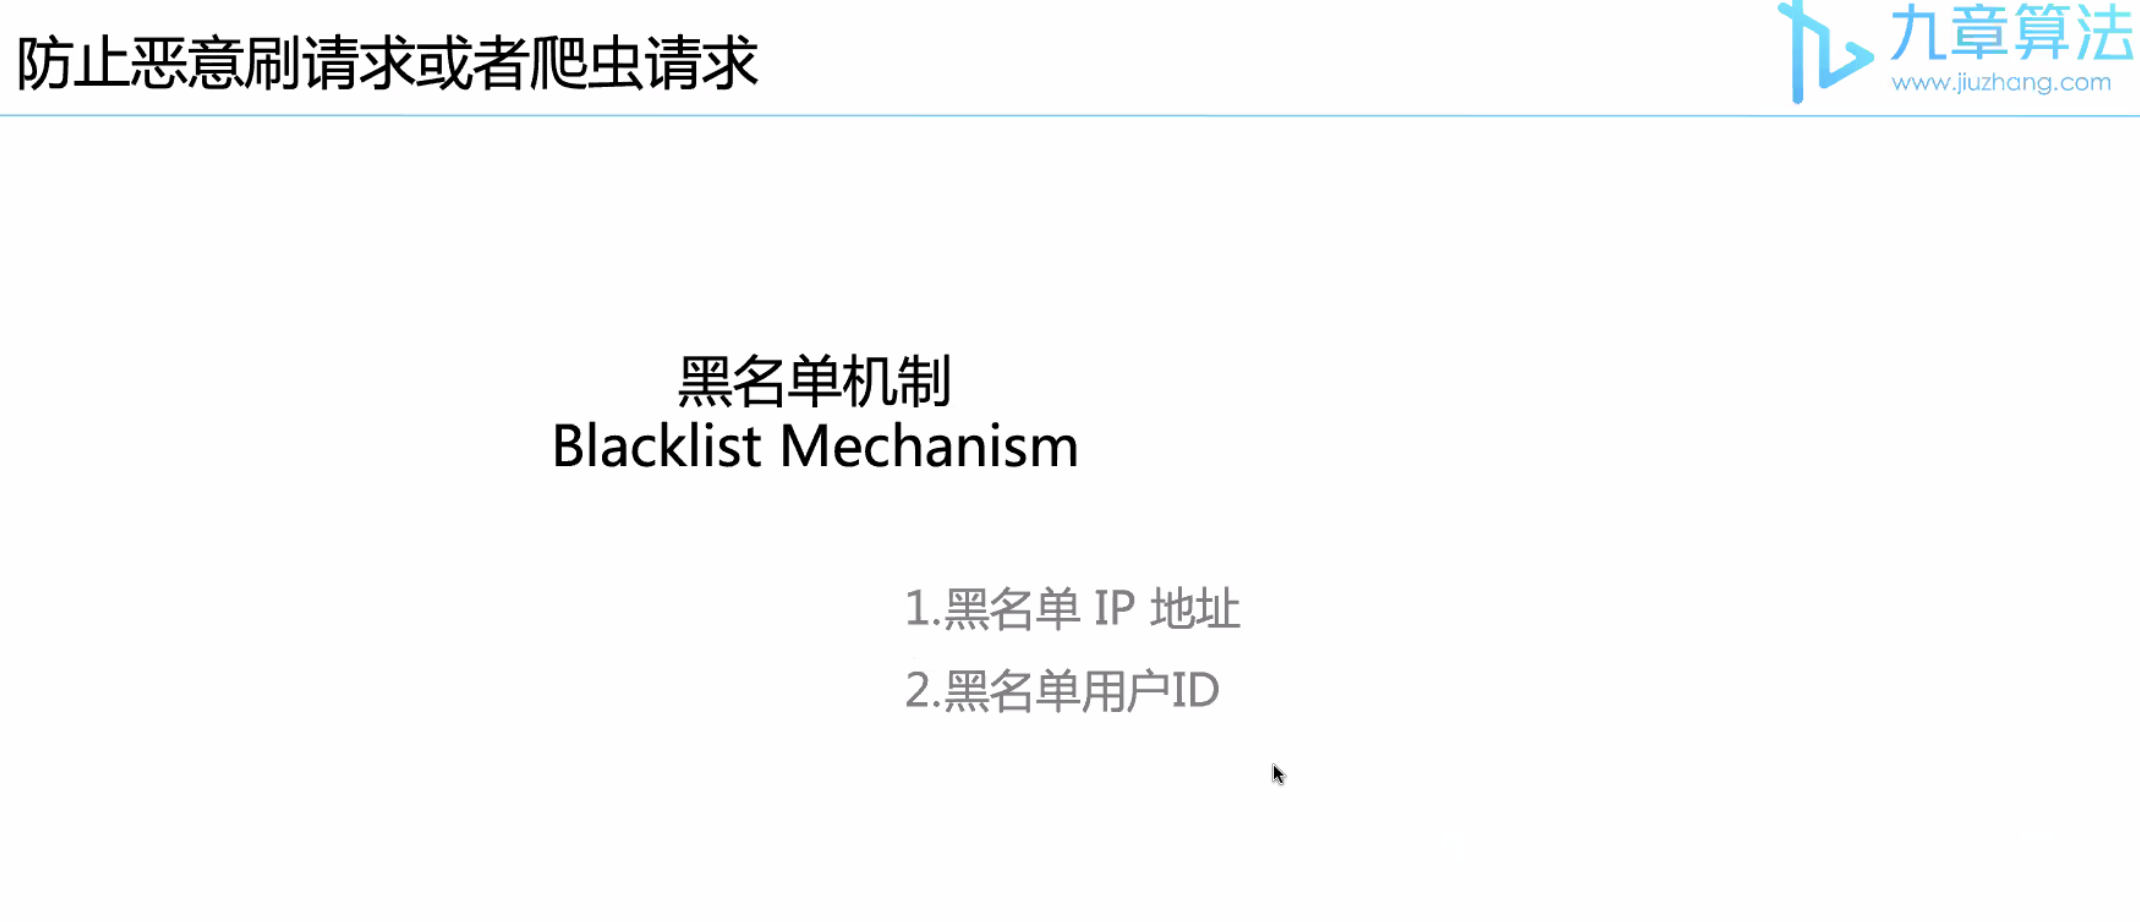 防止恶意刷请求或者爬虫请求
九章算法
www.jiuzhang.com
黑名单机制
Blacklist Mechanism
1.黑名单 IP 地址
2.黑名单用户ID